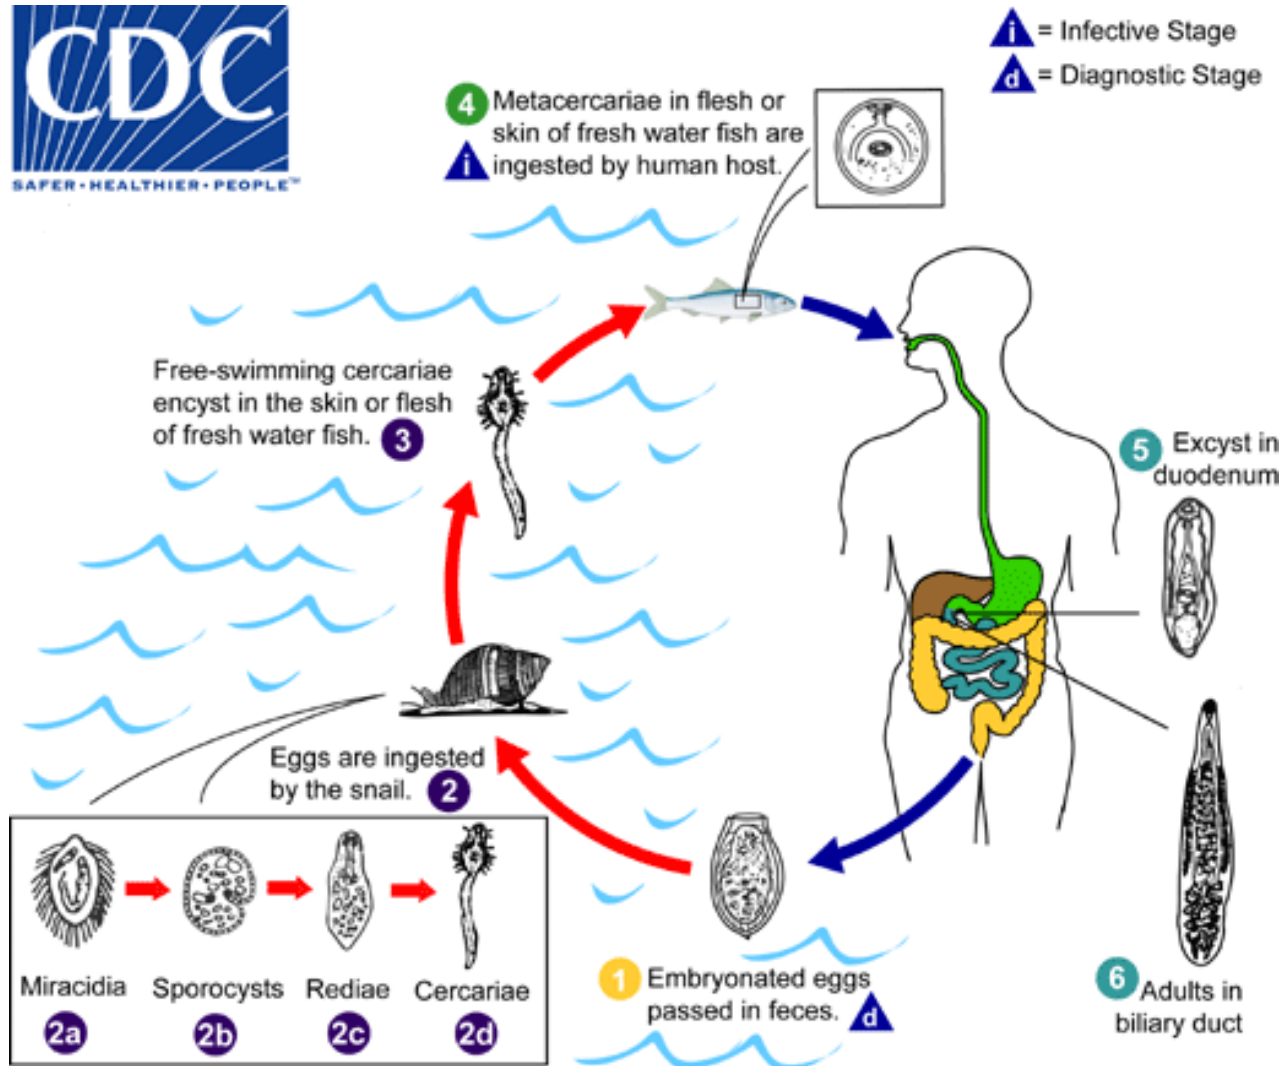 CDC
SAFER • HEALTHIER • PEOPLE™
i = Infective Stage
d = Diagnostic Stage
4 Metacercariae in flesh or
skin of fresh water fish are
i ingested by human host.
Free-swimming cercariae
encyst in the skin or flesh
of fresh water fish. 3
5 Excyst in
duodenum
Eggs are ingested
by the snail. 2
Miracidia Sporocysts Rediae Cercariae
2a 2b 2c 2d
1 Embryonated eggs
passed in feces. d
6 Adults in
biliary duct